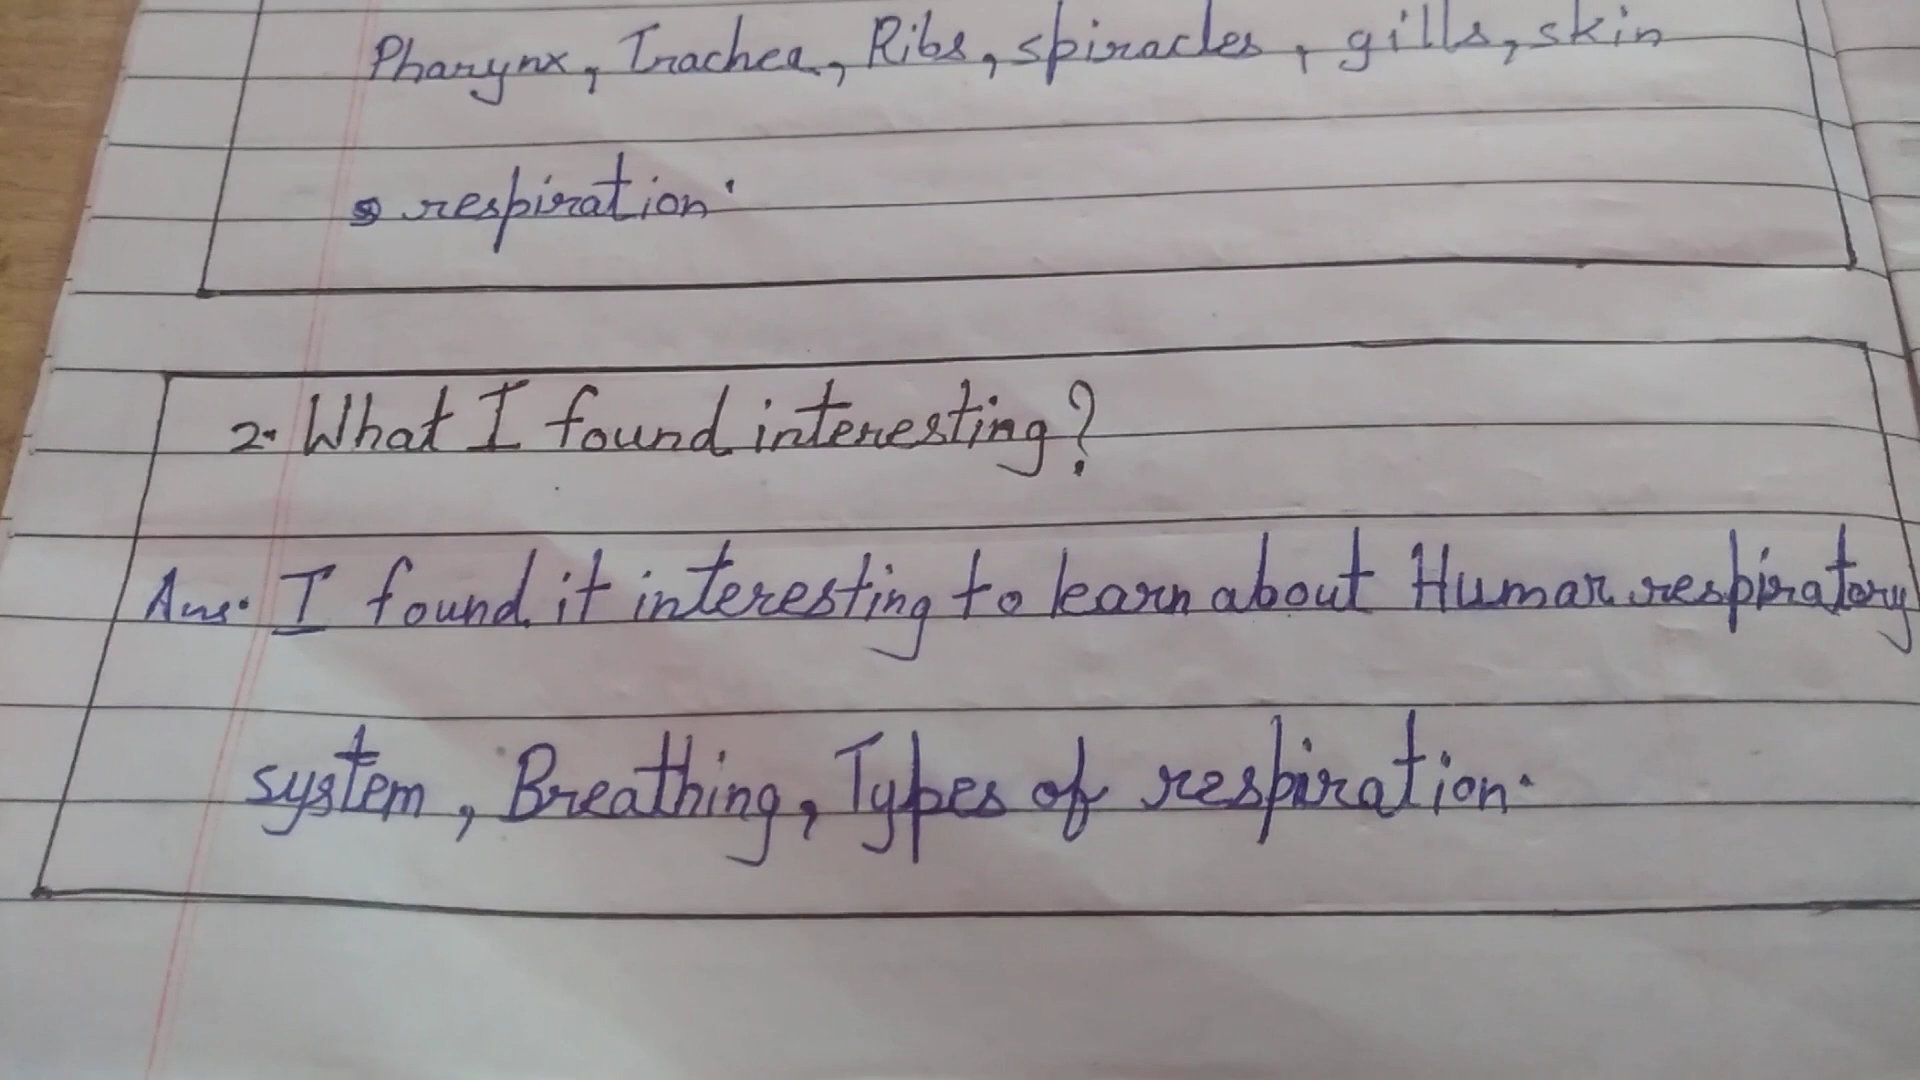 Pharynx, Trachea, Ribs, spiracles, gills, skin
respiration.
2. What I found interesting?
Ans. I found it interesting to learn about Human respiratory
system, Breathing, Types of respiration.